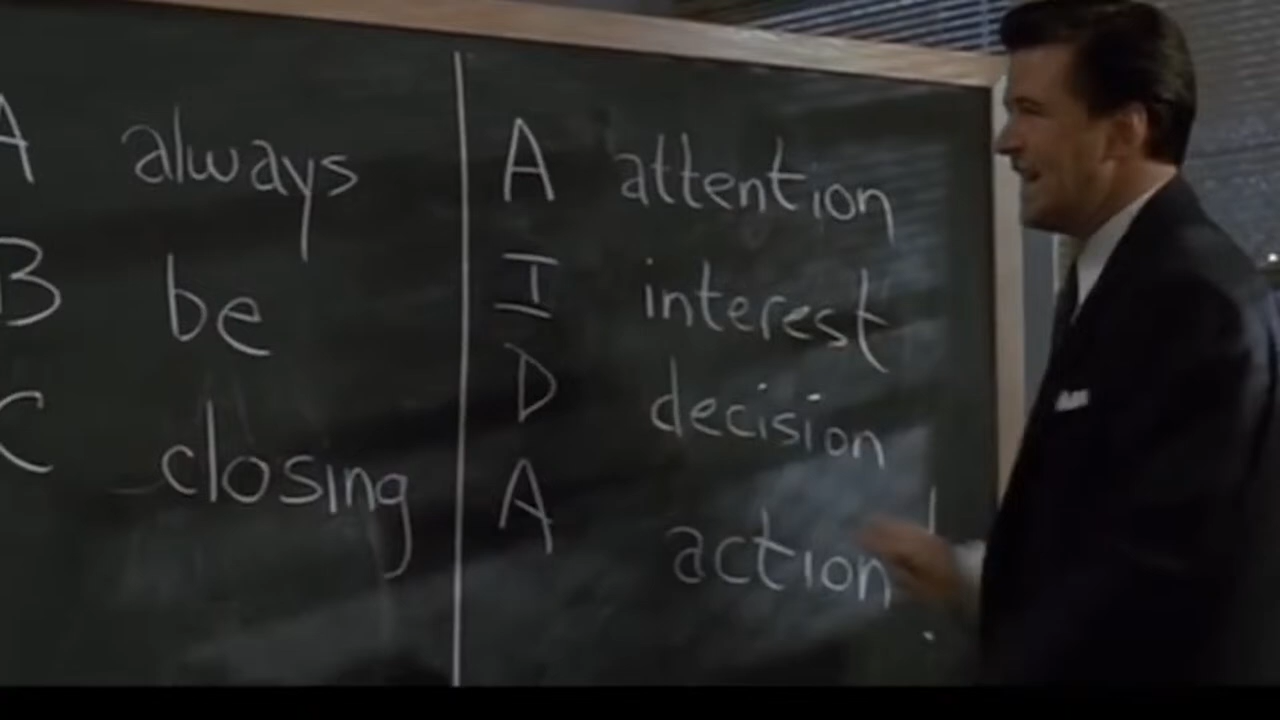 A always
B be
C closing
A attention
I interest
D decision
A action!